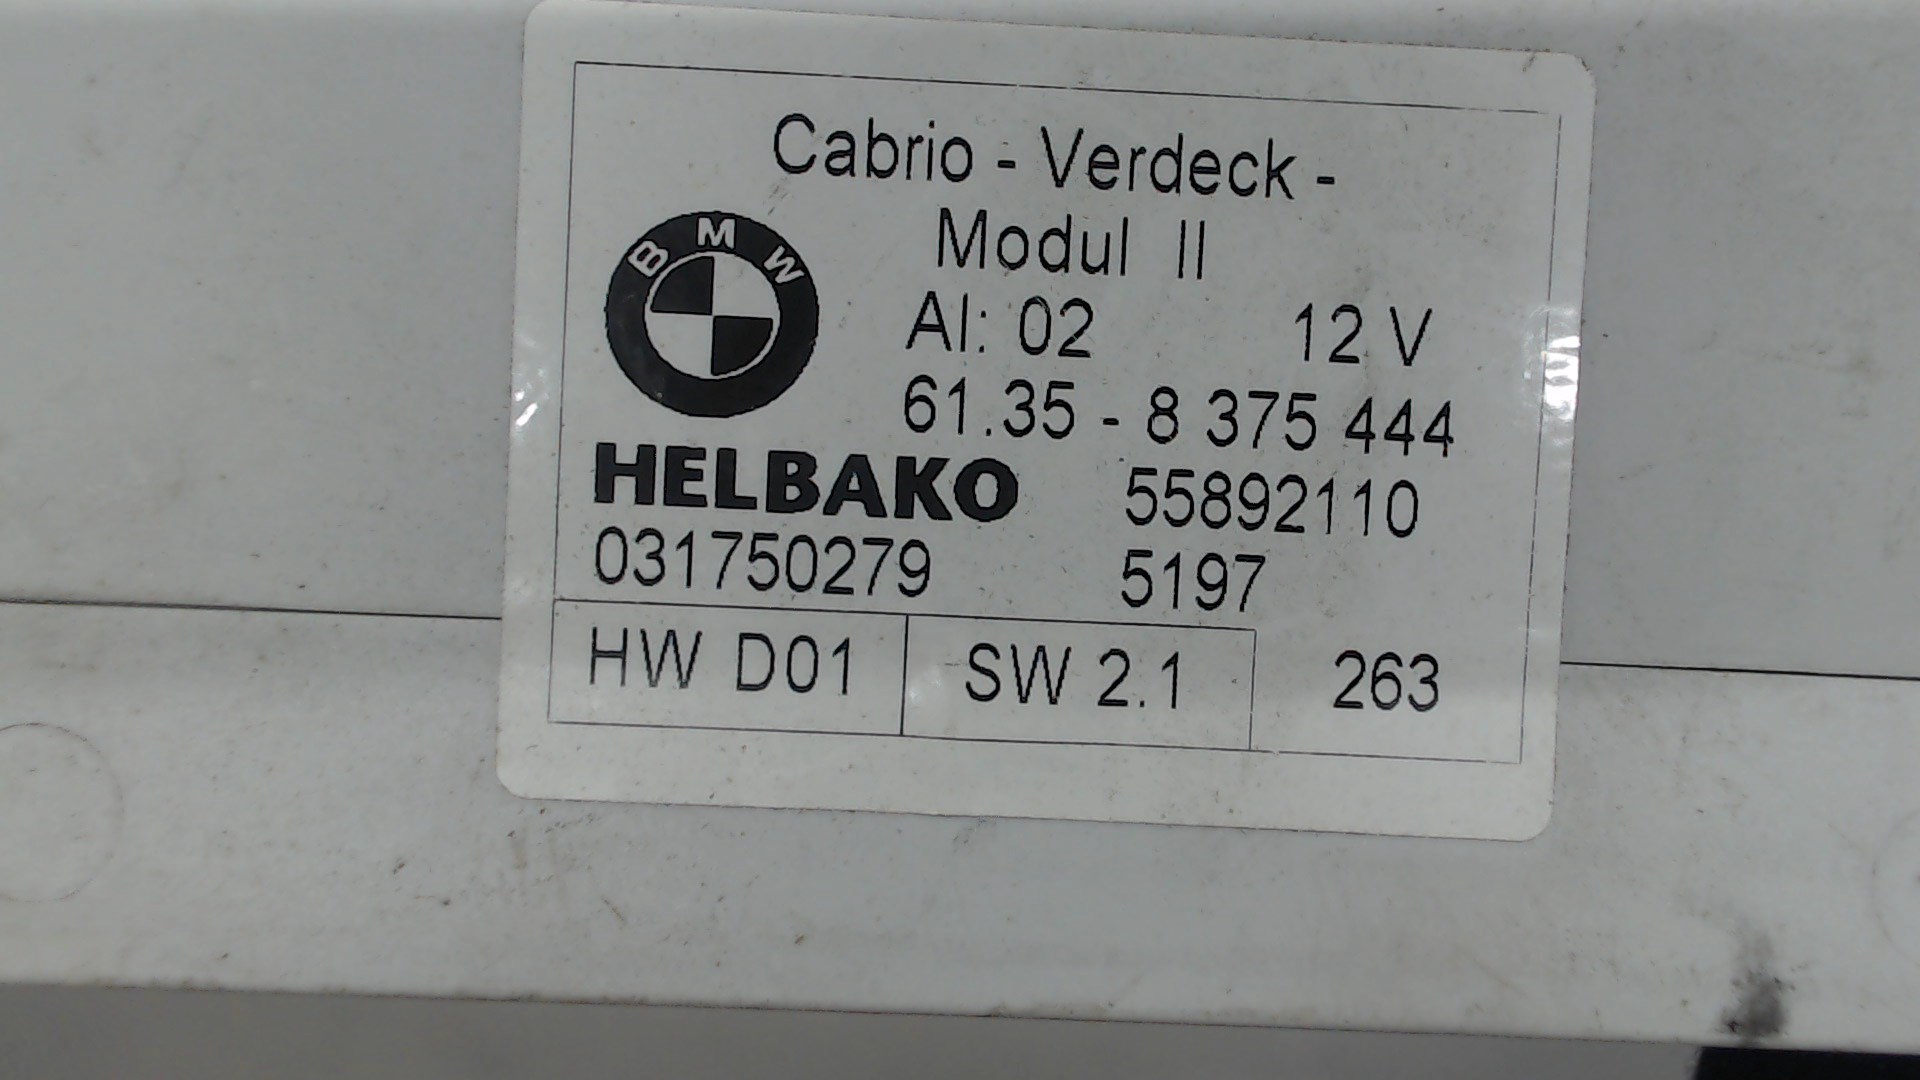 Cabrio - Verdeck -
Modul II
BMW
AI: 02 12 V
61.35 - 8 375 444
HELBAKO 55892110
031750279 5197
HW D01 SW 2.1 263